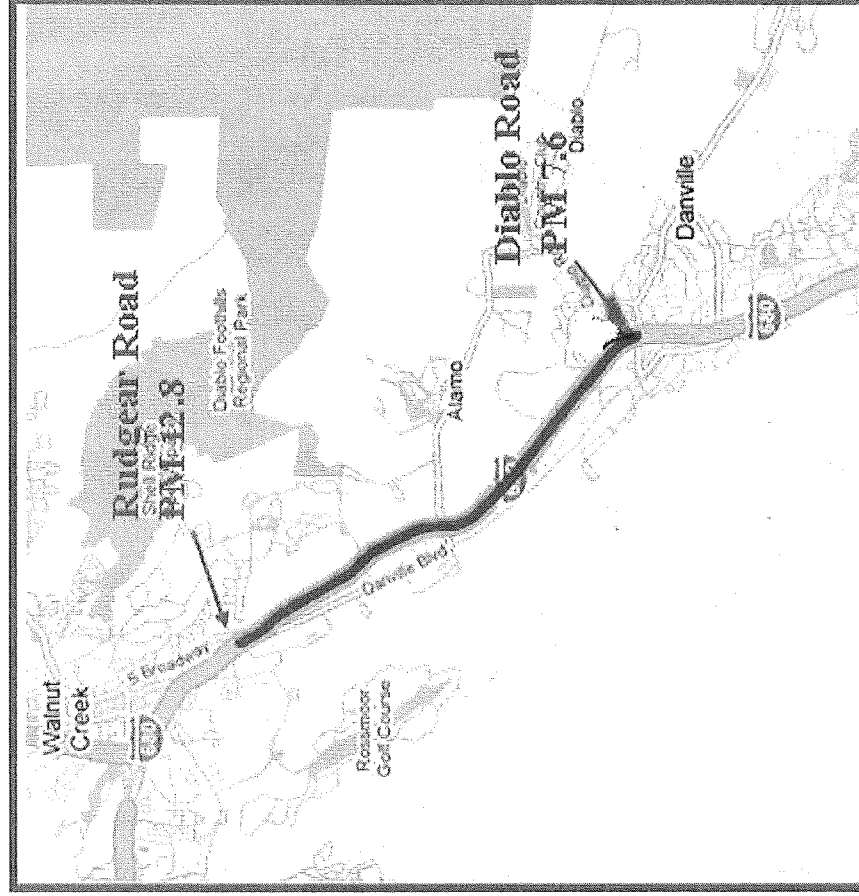 Walnut
Creek
680
S Broadway
Rudgear Road
PM 12.8
Diablo Foothills
Regional Park
Rossmoor
Golf Course
Danville Blvd
Alamo
Diablo Road
PM 7.6
Diablo
Danville
680